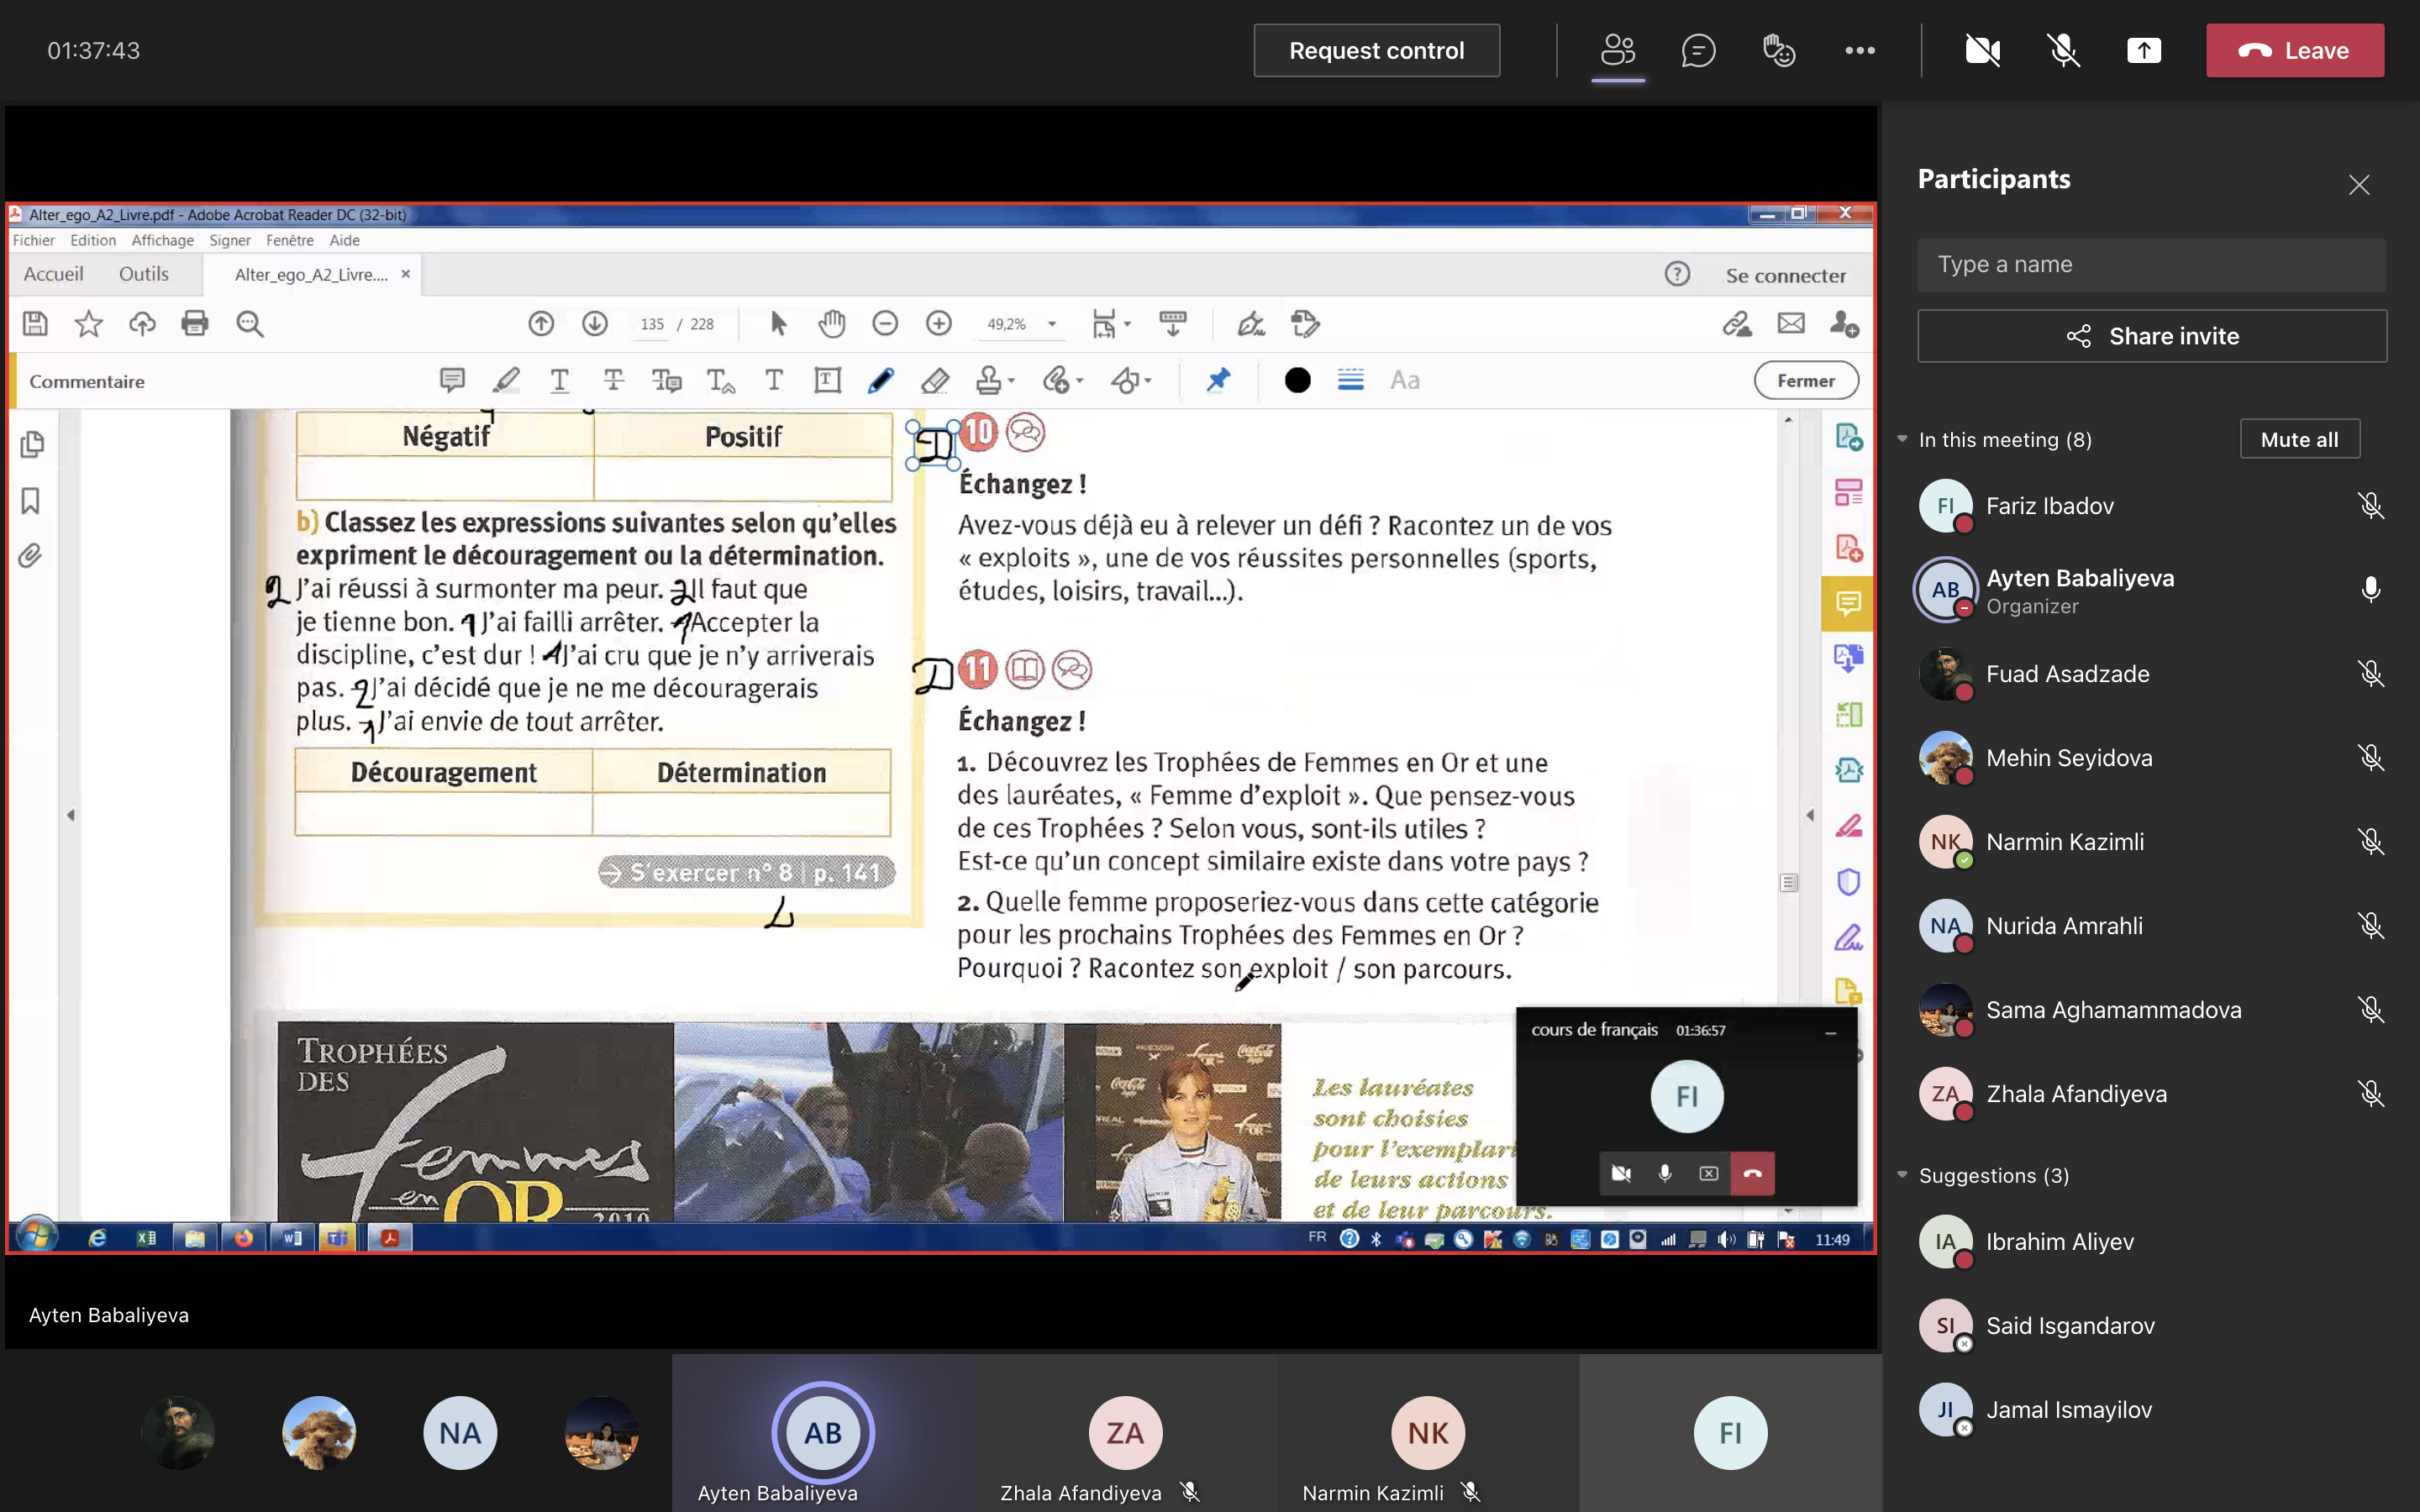 01:37:43
Request control
Leave
Alter_ego_A2_Livre.pdf - Adobe Acrobat Reader DC (32-bit)
Fichier Edition Affichage Signer Fenêtre Aide
Accueil Outils Alter_ego_A2_Livre.... × Se connecter
135 / 228 49,2%
Commentaire Aa Fermer
Négatif Positif
b) Classez les expressions suivantes selon qu'elles
expriment le découragement ou la détermination.
2 J'ai réussi à surmonter ma peur. 2 Il faut que
je tienne bon. 1 J'ai failli arrêter. 1 Accepter la
discipline, c'est dur ! 1 J'ai cru que je n'y arriverais
pas. 2 J'ai décidé que je ne me découragerais
plus. 1 J'ai envie de tout arrêter.
Découragement Détermination
→ S'exercer n° 8 | p. 141
D 10
Échangez !
Avez-vous déjà eu à relever un défi ? Racontez un de vos
« exploits », une de vos réussites personnelles (sports,
études, loisirs, travail...).
D 11
Échangez !
1. Découvrez les Trophées de Femmes en Or et une
des lauréates, « Femme d'exploit ». Que pensez-vous
de ces Trophées ? Selon vous, sont-ils utiles ?
Est-ce qu'un concept similaire existe dans votre pays ?
2. Quelle femme proposeriez-vous dans cette catégorie
pour les prochains Trophées des Femmes en Or ?
Pourquoi ? Racontez son exploit / son parcours.
TROPHÉES
DES
Femmes
en OR
2010
Coca-Cola
Les lauréates
sont choisies
pour l'exemplari
de leurs actions
et de leur parcours.
cours de français 01:36:57
FI
FR 11:49
Ayten Babaliyeva
NA
AB
Ayten Babaliyeva
ZA
Zhala Afandiyeva
NK
Narmin Kazimli
FI
Participants
Type a name
Share invite
In this meeting (8) Mute all
FI Fariz Ibadov
AB Ayten Babaliyeva
Organizer
Fuad Asadzade
Mehin Seyidova
NK Narmin Kazimli
NA Nurida Amrahli
Sama Aghamammadova
ZA Zhala Afandiyeva
Suggestions (3)
IA Ibrahim Aliyev
SI Said Isgandarov
JI Jamal Ismayilov